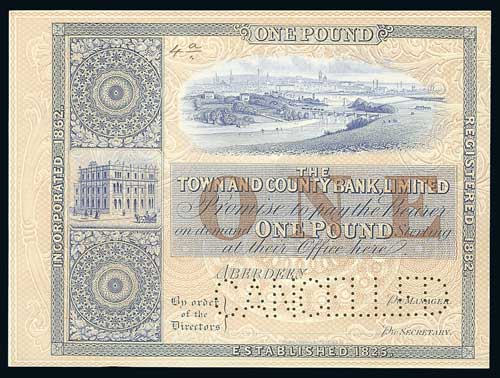 ONE POUND
4 a
INCORPORATED 1862.
REGISTERED 1882
THE
TOWN AND COUNTY BANK, LIMITED
ONE
Promise to pay the Bearer
on demand ONE POUND Sterling
at their Office here
ABERDEEN
CANCELLED
By order
of the
Directors
pro MANAGER.
pro SECRETARY.
ESTABLISHED 1825.